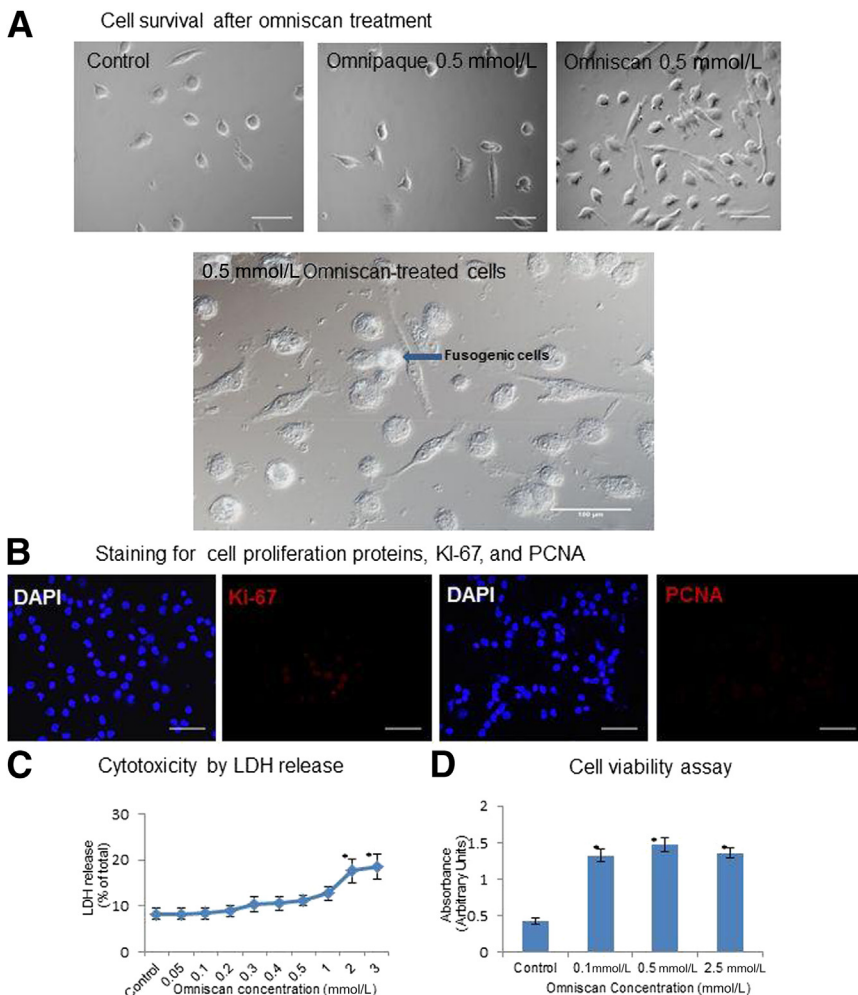 A
Cell survival after omniscan treatment
Control
Omnipaque 0.5 mmol/L
Omniscan 0.5 mmol/L
0.5 mmol/L Omniscan-treated cells
Fusogenic cells
100 µm
B
Staining for cell proliferation proteins, KI-67, and PCNA
DAPI
Ki-67
DAPI
PCNA
C
Cytotoxicity by LDH release
LDH release
(% of total)
30
20
10
0
* *
Control 0.05 0.1 0.2 0.3 0.4 0.5 1 2 3
Omniscan concentration (mmol/L)
D
Cell viability assay
Absorbance
(Arbitrary Units)
2
1.5
1
0.5
0
* * *
Control 0.1mmol/L 0.5 mmol/L 2.5 mmol/L
Omniscan Concentration (mmol/L)